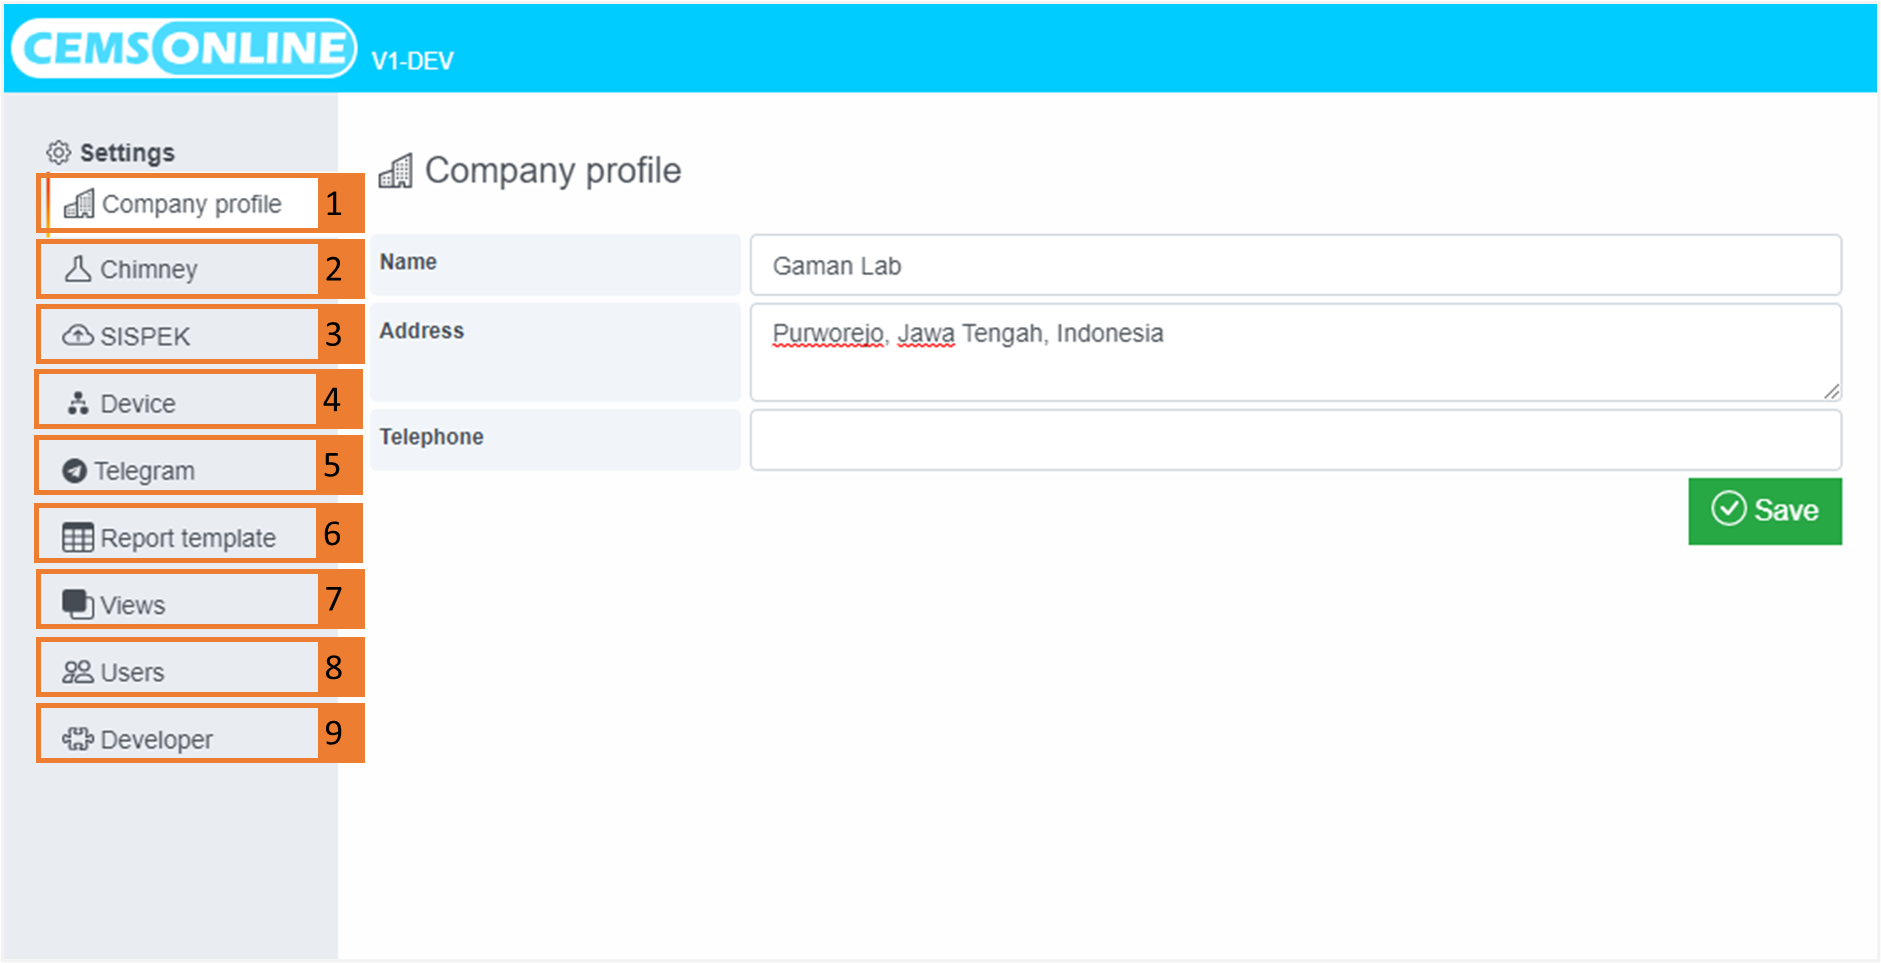 CEMSONLINE V1-DEV
Settings
Company profile 1
Chimney 2
SISPEK 3
Device 4
Telegram 5
Report template 6
Views 7
Users 8
Developer 9
Company profile
Name
Gaman Lab
Address
Purworejo, Jawa Tengah, Indonesia
Telephone
Save